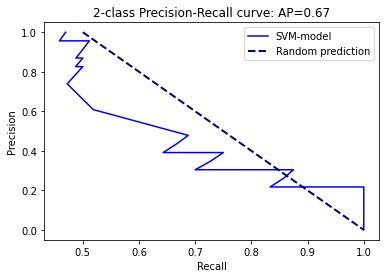 2-class Precision-Recall curve: AP=0.67
SVM-model
Random prediction
Precision
1.0
0.8
0.6
0.4
0.2
0.0
0.5
0.6
0.7
0.8
0.9
1.0
Recall